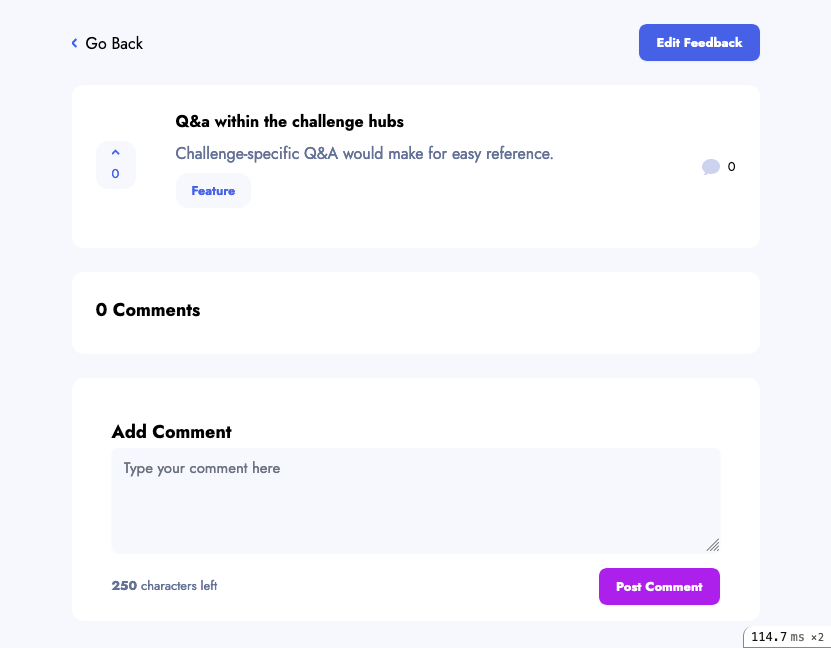 Go Back
Edit Feedback
Q&a within the challenge hubs
Challenge-specific Q&A would make for easy reference.
0
0
Feature
0 Comments
Add Comment
Type your comment here
250 characters left
Post Comment
114.7 ms ×2